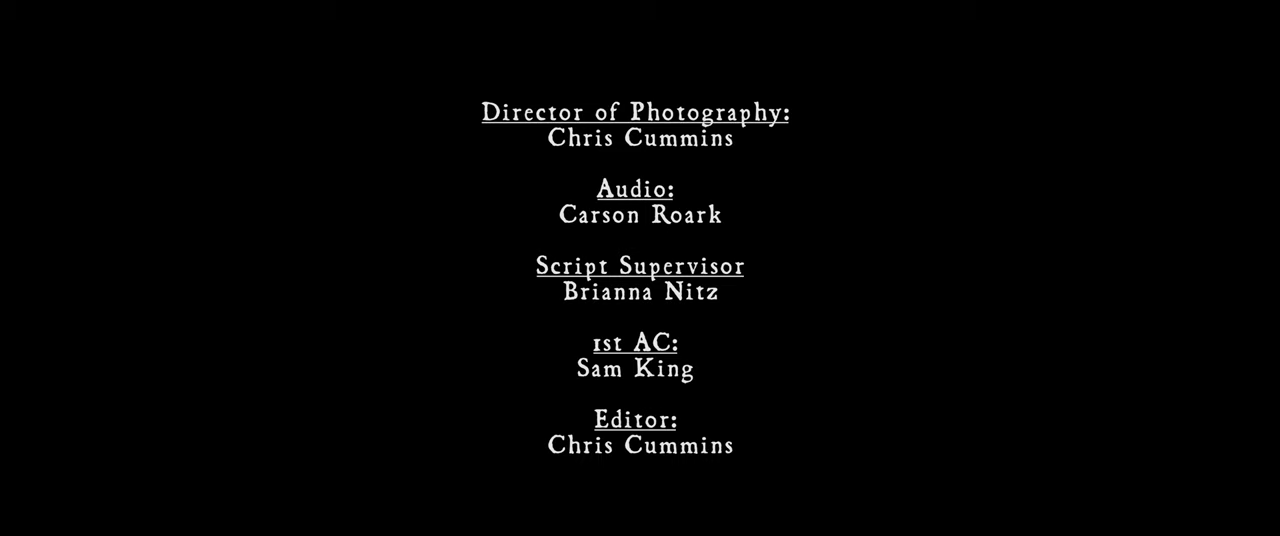 Director of Photography:
Chris Cummins
Audio:
Carson Roark
Script Supervisor
Brianna Nitz
1st AC:
Sam King
Editor:
Chris Cummins